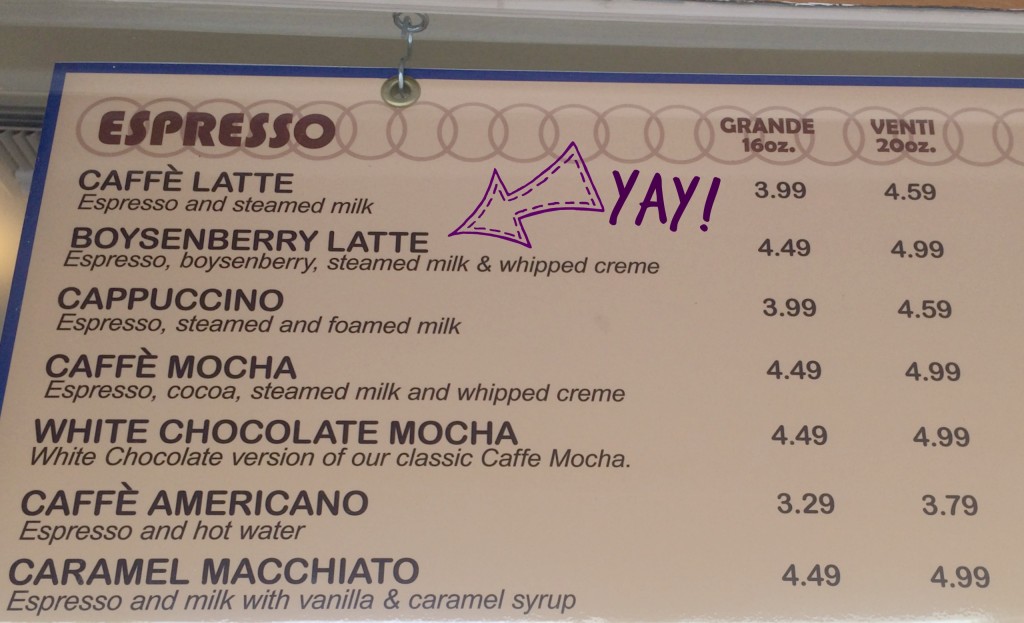 ESPRESSO GRANDE VENTI
16oz. 20oz.
CAFFÈ LATTE 3.99 4.59
Espresso and steamed milk
YAY!
BOYSENBERRY LATTE 4.49 4.99
Espresso, boysenberry, steamed milk & whipped creme
CAPPUCCINO 3.99 4.59
Espresso, steamed and foamed milk
CAFFÈ MOCHA 4.49 4.99
Espresso, cocoa, steamed milk and whipped creme
WHITE CHOCOLATE MOCHA 4.49 4.99
White Chocolate version of our classic Caffe Mocha.
CAFFÈ AMERICANO 3.29 3.79
Espresso and hot water
CARAMEL MACCHIATO 4.49 4.99
Espresso and milk with vanilla & caramel syrup